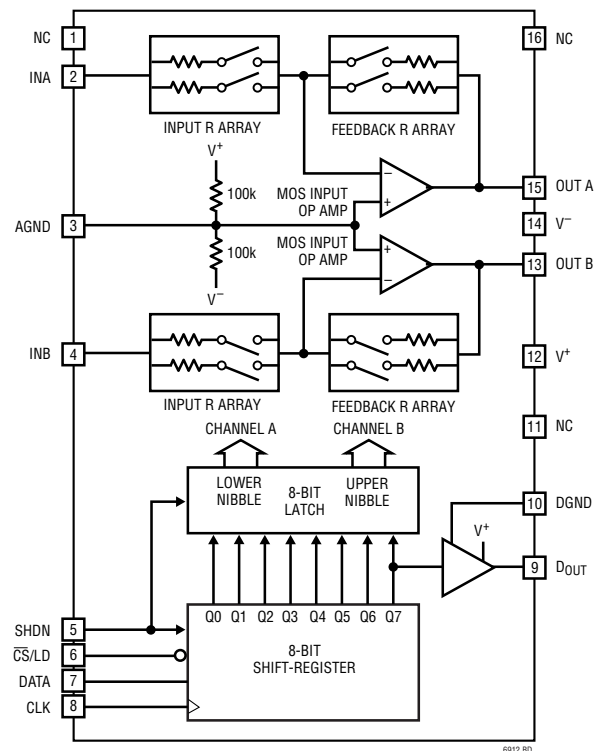 NC 1
16 NC
INA 2
INPUT R ARRAY
FEEDBACK R ARRAY
V+
100k
MOS INPUT
OP AMP
−
+
15 OUT A
14 V−
AGND 3
100k
MOS INPUT
OP AMP
+
−
13 OUT B
V−
INB 4
12 V+
INPUT R ARRAY
FEEDBACK R ARRAY
11 NC
CHANNEL A
CHANNEL B
LOWER
NIBBLE
8-BIT
LATCH
UPPER
NIBBLE
10 DGND
V+
9 DOUT
Q0 Q1 Q2 Q3 Q4 Q5 Q6 Q7
SHDN 5
C̅S̅/LD 6
DATA 7
CLK 8
8-BIT
SHIFT-REGISTER
6912 BD